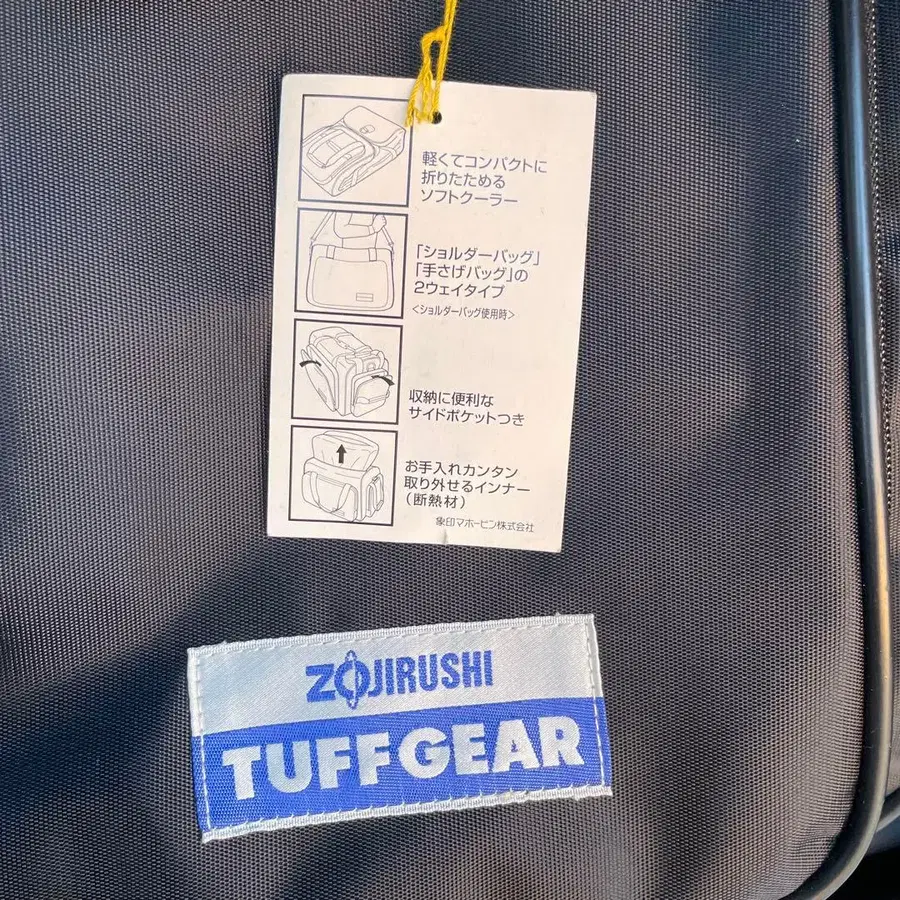 軽くてコンパクトに
折りたためる
ソフトクーラー
「ショルダーバッグ」
「手さげバッグ」の
2ウェイタイプ
<ショルダーバッグ使用時>
収納に便利な
サイドポケットつき
お手入れカンタン
取り外せるインナー
(断熱材)
象印マホービン株式会社
ZOJIRUSHI
TUFFGEAR